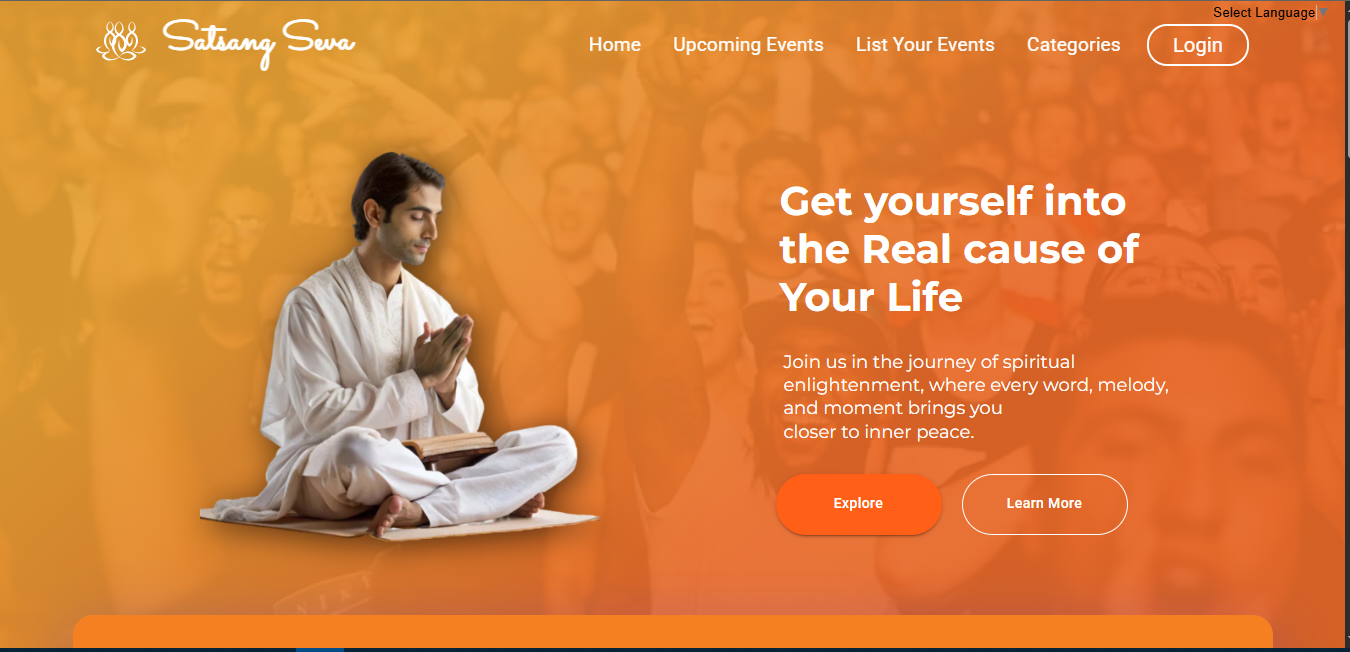 Select Language
Satsang Seva
Home Upcoming Events List Your Events Categories Login
Get yourself into
the Real cause of
Your Life
Join us in the journey of spiritual
enlightenment, where every word, melody,
and moment brings you
closer to inner peace.
Explore Learn More